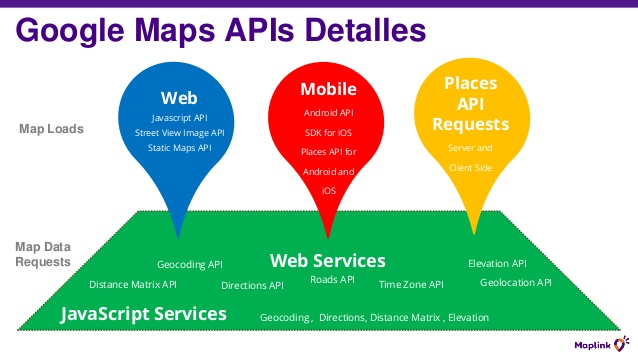 Google Maps APIs Detalles
Map Loads
Web
Javascript API
Street View Image API
Static Maps API
Mobile
Android API
SDK for iOS
Places API for
Android and
iOS
Places
API
Requests
Server and
Client Side
Map Data
Requests
Web Services
Geocoding API
Elevation API
Distance Matrix API
Directions API
Roads API
Time Zone API
Geolocation API
JavaScript Services
Geocoding , Directions, Distance Matrix , Elevation
Maplink